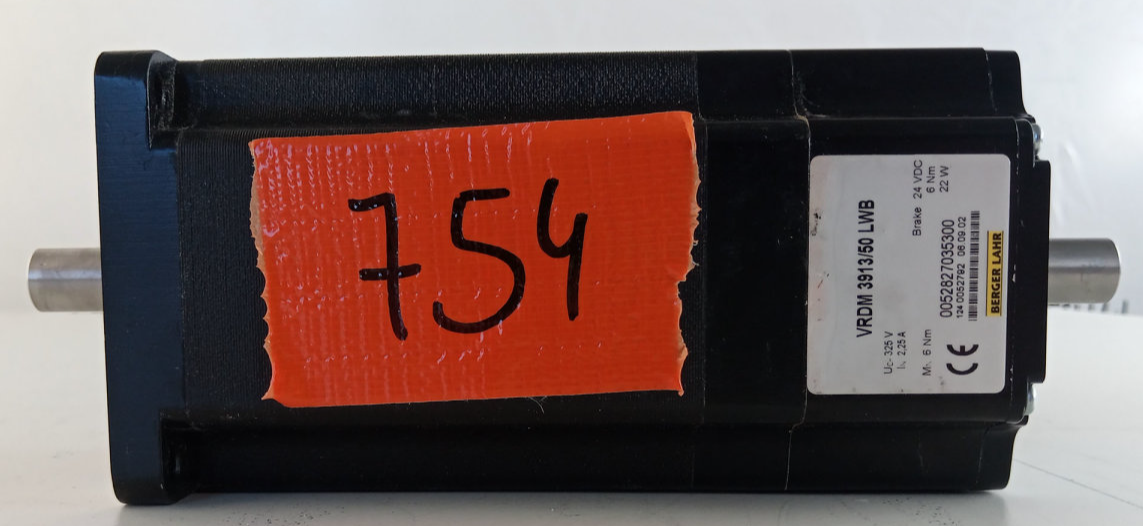 754
VRDM 3913/50 LWB
U 325 V
2,25 A
6 Nm
Brake 24 VDC
6 Nm
22 W
0052827035300
124 0052792 06.09.02
CE
BERGER LAHR